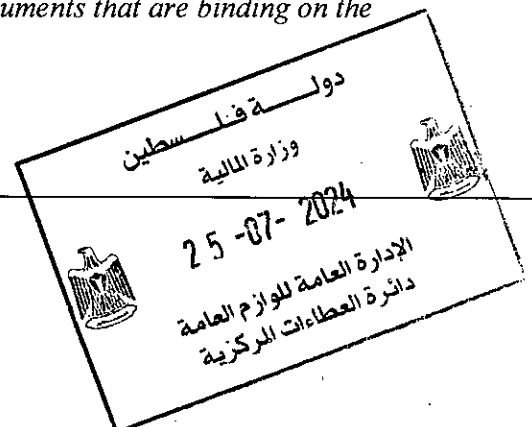 uments that are binding on the
دولة فلسطين
وزارة المالية
25 -07- 2024
الإدارة العامة للوازم العامة
دائرة العطاءات المركزية